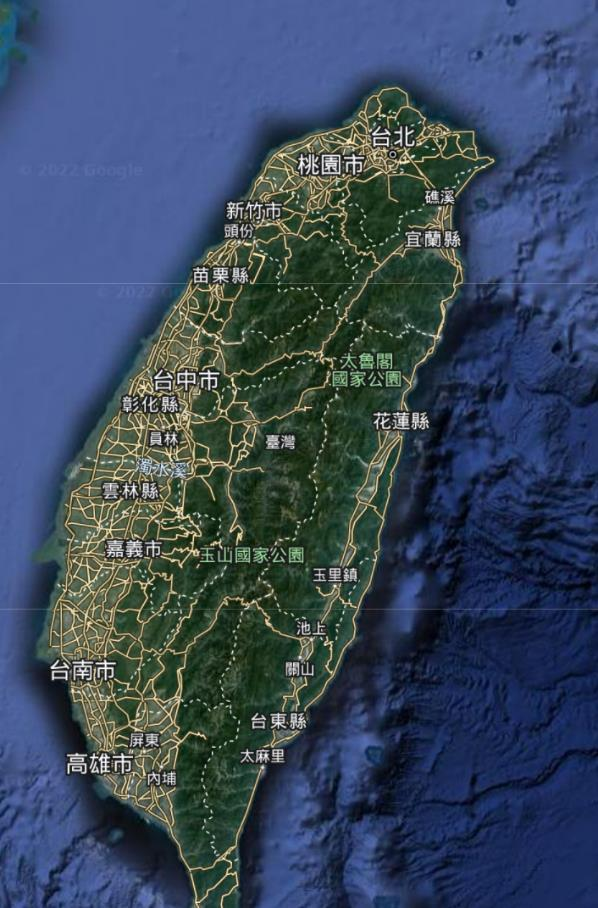 台北
桃園市
© 2022 Google
礁溪
新竹市
頭份
宜蘭縣
苗栗縣
© 2022 G
太魯閣
國家公園
台中市
彰化縣
花蓮縣
員林
臺灣
濁水溪
雲林縣
嘉義市
玉山國家公園
玉里鎮
池上
台南市
關山
台東縣
屏東
太麻里
高雄市
內埔